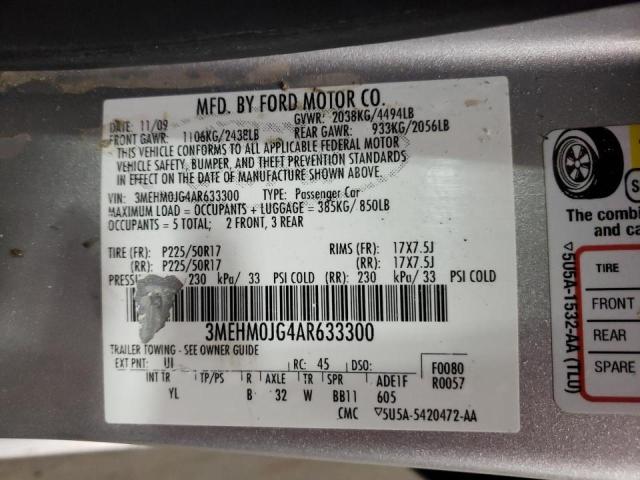 MFD. BY FORD MOTOR CO.
DATE: 11/09 GVWR: 2038KG/4494LB
FRONT GAWR: 1106KG/2438LB REAR GAWR: 933KG/2056LB
THIS VEHICLE CONFORMS TO ALL APPLICABLE FEDERAL MOTOR
VEHICLE SAFETY, BUMPER, AND THEFT PREVENTION STANDARDS
IN EFFECT ON THE DATE OF MANUFACTURE SHOWN ABOVE.
VIN: 3MEHM0JG4AR633300 TYPE: Passenger Car
MAXIMUM LOAD = OCCUPANTS + LUGGAGE = 385KG/ 850LB
OCCUPANTS = 5 TOTAL; 2 FRONT, 3 REAR
TIRE (FR): P225/50R17 RIMS (FR): 17X7.5J
(RR): P225/50R17 (RR): 17X7.5J
230 kPa/ 33 PSI COLD (RR): 230 kPa/ 33 PSI COLD
3MEHM0JG4AR633300
TRAILER TOWING - SEE OWNER GUIDE
EXT PNT: UI RC: 45 DSO: F0080
INT TR TP/PS R AXLE TR SPR ADE1F R0057
YL B 32 W BB11 605
CMC 5U5A-5420472-AA
The combin
and ca
TIRE
FRONT
REAR
SPARE
5U5A-1532-AA (TLU)